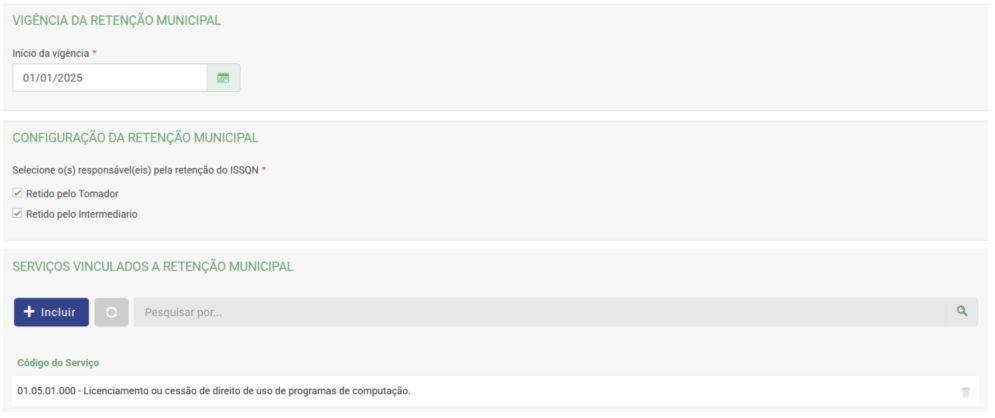 VIGÊNCIA DA RETENÇÃO MUNICIPAL
Início da vigência *
01/01/2025
CONFIGURAÇÃO DA RETENÇÃO MUNICIPAL
Selecione o(s) responsável(eis) pela retenção do ISSQN *
Retido pelo Tomador
Retido pelo Intermediario
SERVIÇOS VINCULADOS A RETENÇÃO MUNICIPAL
+ Incluir
Pesquisar por...
Código do Serviço
01.05.01.000 - Licenciamento ou cessão de direito de uso de programas de computação.